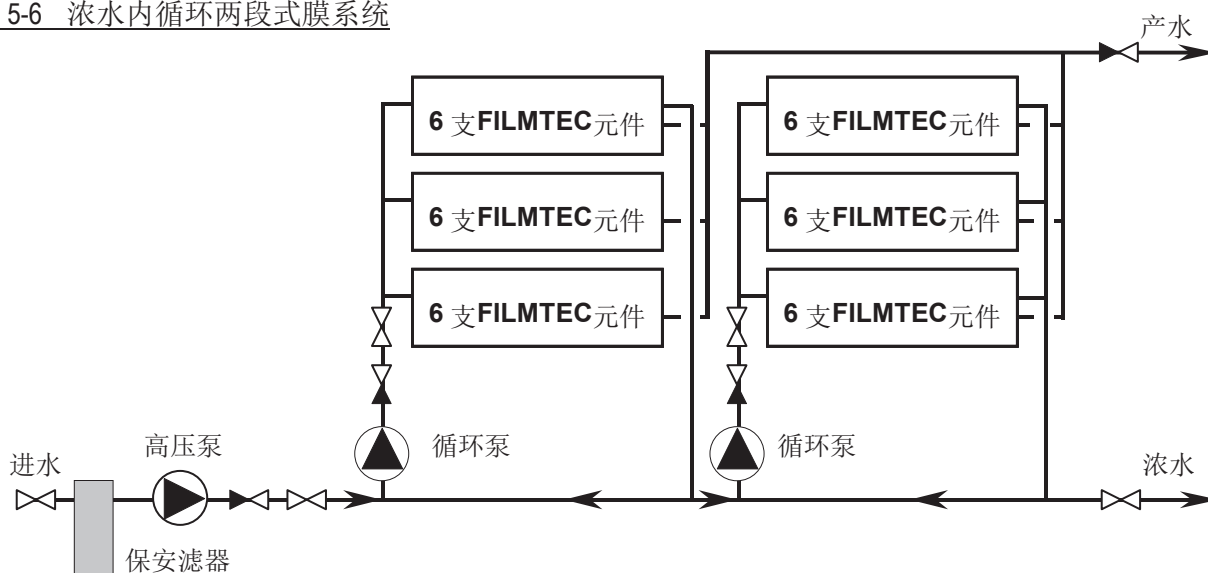 5-6 浓水内循环两段式膜系统
产水
6 支FILMTEC元件 6 支FILMTEC元件
6 支FILMTEC元件 6 支FILMTEC元件
6 支FILMTEC元件 6 支FILMTEC元件
进水 高压泵 循环泵 循环泵 浓水
保安滤器